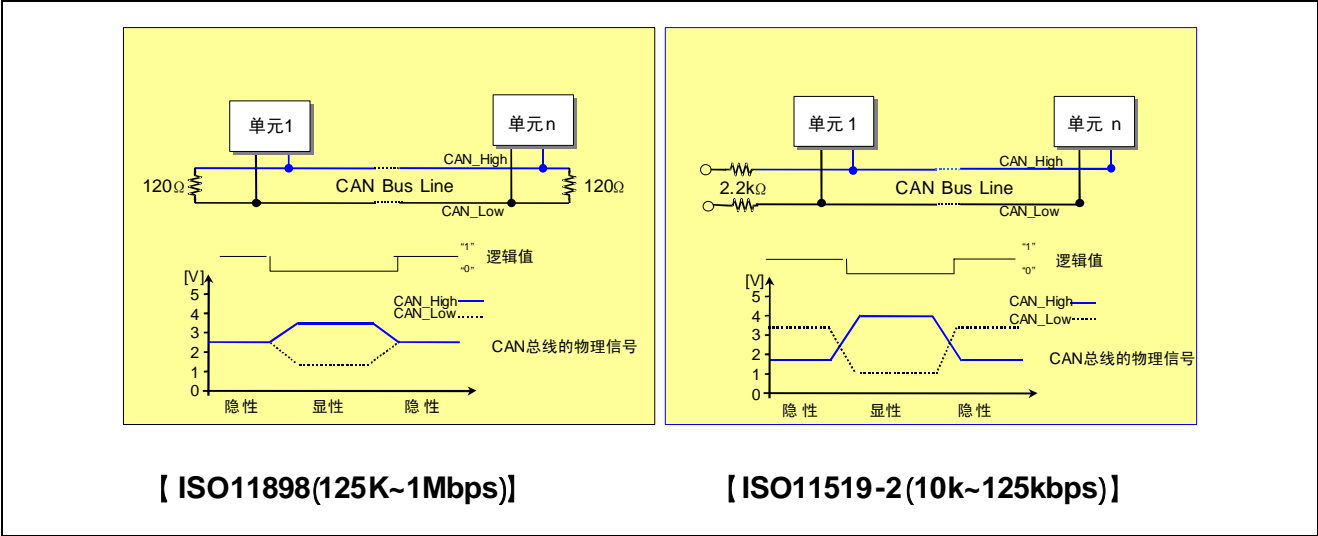 单元1
单元n
CAN_High
120Ω
CAN Bus Line
120Ω
CAN_Low
"1"
"0"
逻辑值
[V]
5
4
3
2
1
0
CAN_High
CAN_Low
CAN总线的物理信号
隐性
显性
隐性
【ISO11898(125K~1Mbps)】
单元 1
单元 n
CAN_High
2.2kΩ
CAN Bus Line
CAN_Low
"1"
"0"
逻辑值
[V]
5
4
3
2
1
0
CAN_High
CAN_Low
CAN总线的物理信号
隐性
显性
隐性
【ISO11519-2(10k~125kbps)】